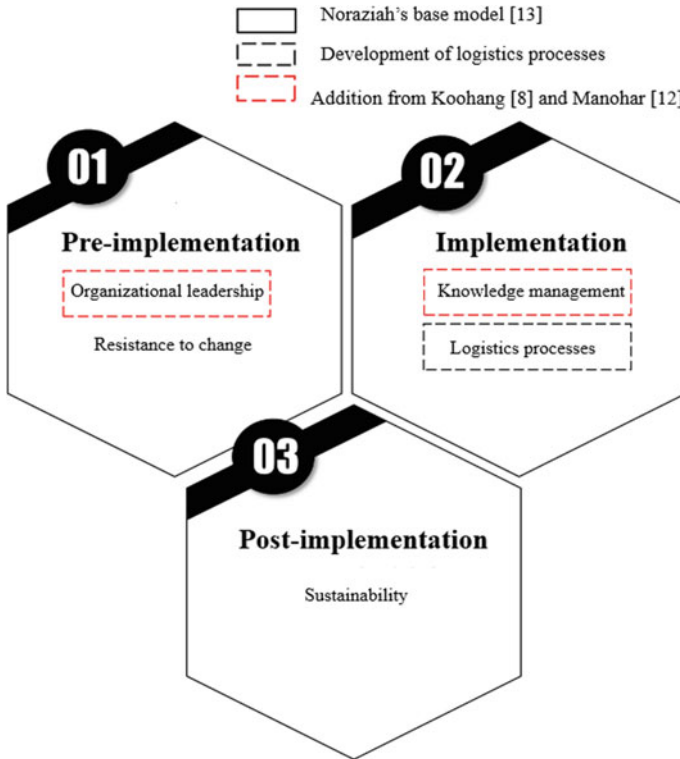 Noraziah's base model [13]
Development of logistics processes
Addition from Koohang [8] and Manohar [12]
01
Pre-implementation
Organizational leadership
Resistance to change
02
Implementation
Knowledge management
Logistics processes
03
Post-implementation
Sustainability